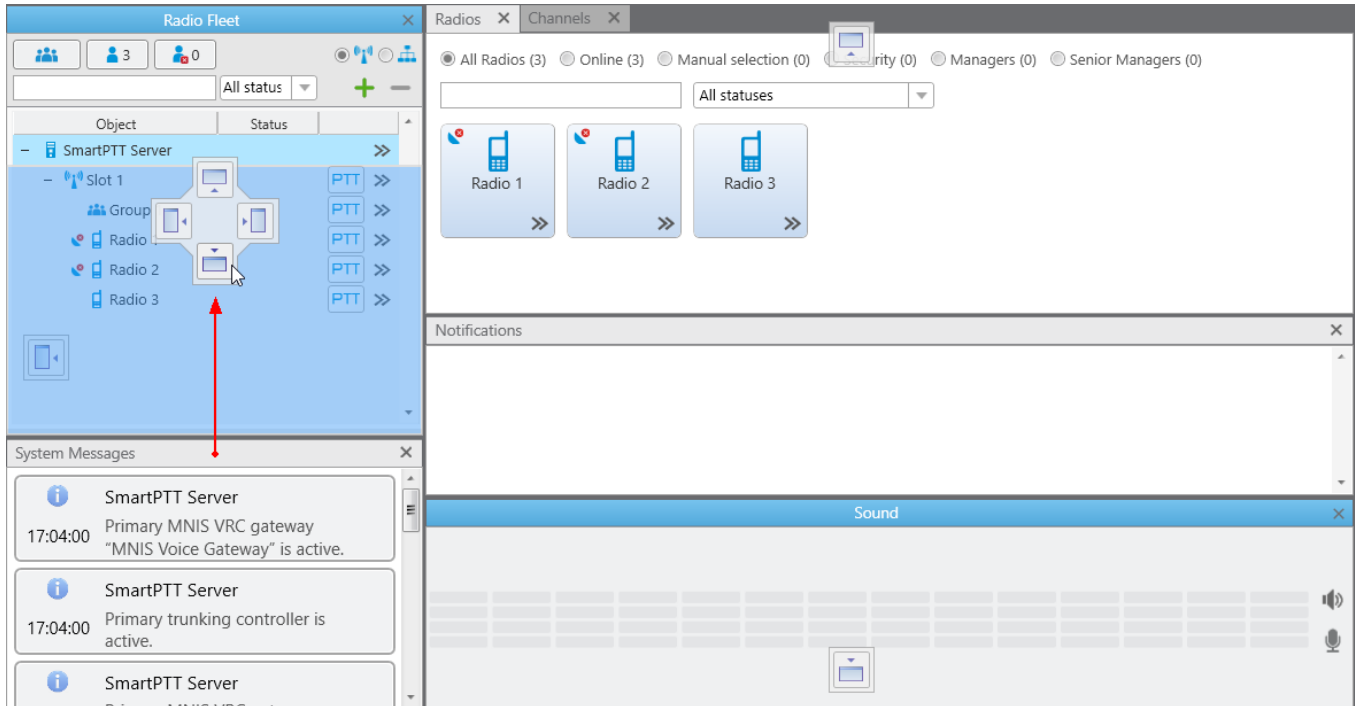 Radio Fleet
3 0
All status
Object Status
SmartPTT Server
Slot 1 PTT
Group PTT
Radio PTT
Radio 2 PTT
Radio 3 PTT
System Messages
SmartPTT Server
17:04:00
Primary MNIS VRC gateway
“MNIS Voice Gateway” is active.
SmartPTT Server
17:04:00
Primary trunking controller is
active.
SmartPTT Server
Radios Channels
All Radios (3) Online (3) Manual selection (0) (0) Managers (0) Senior Managers (0)
All statuses
Radio 1 Radio 2 Radio 3
Notifications
Sound